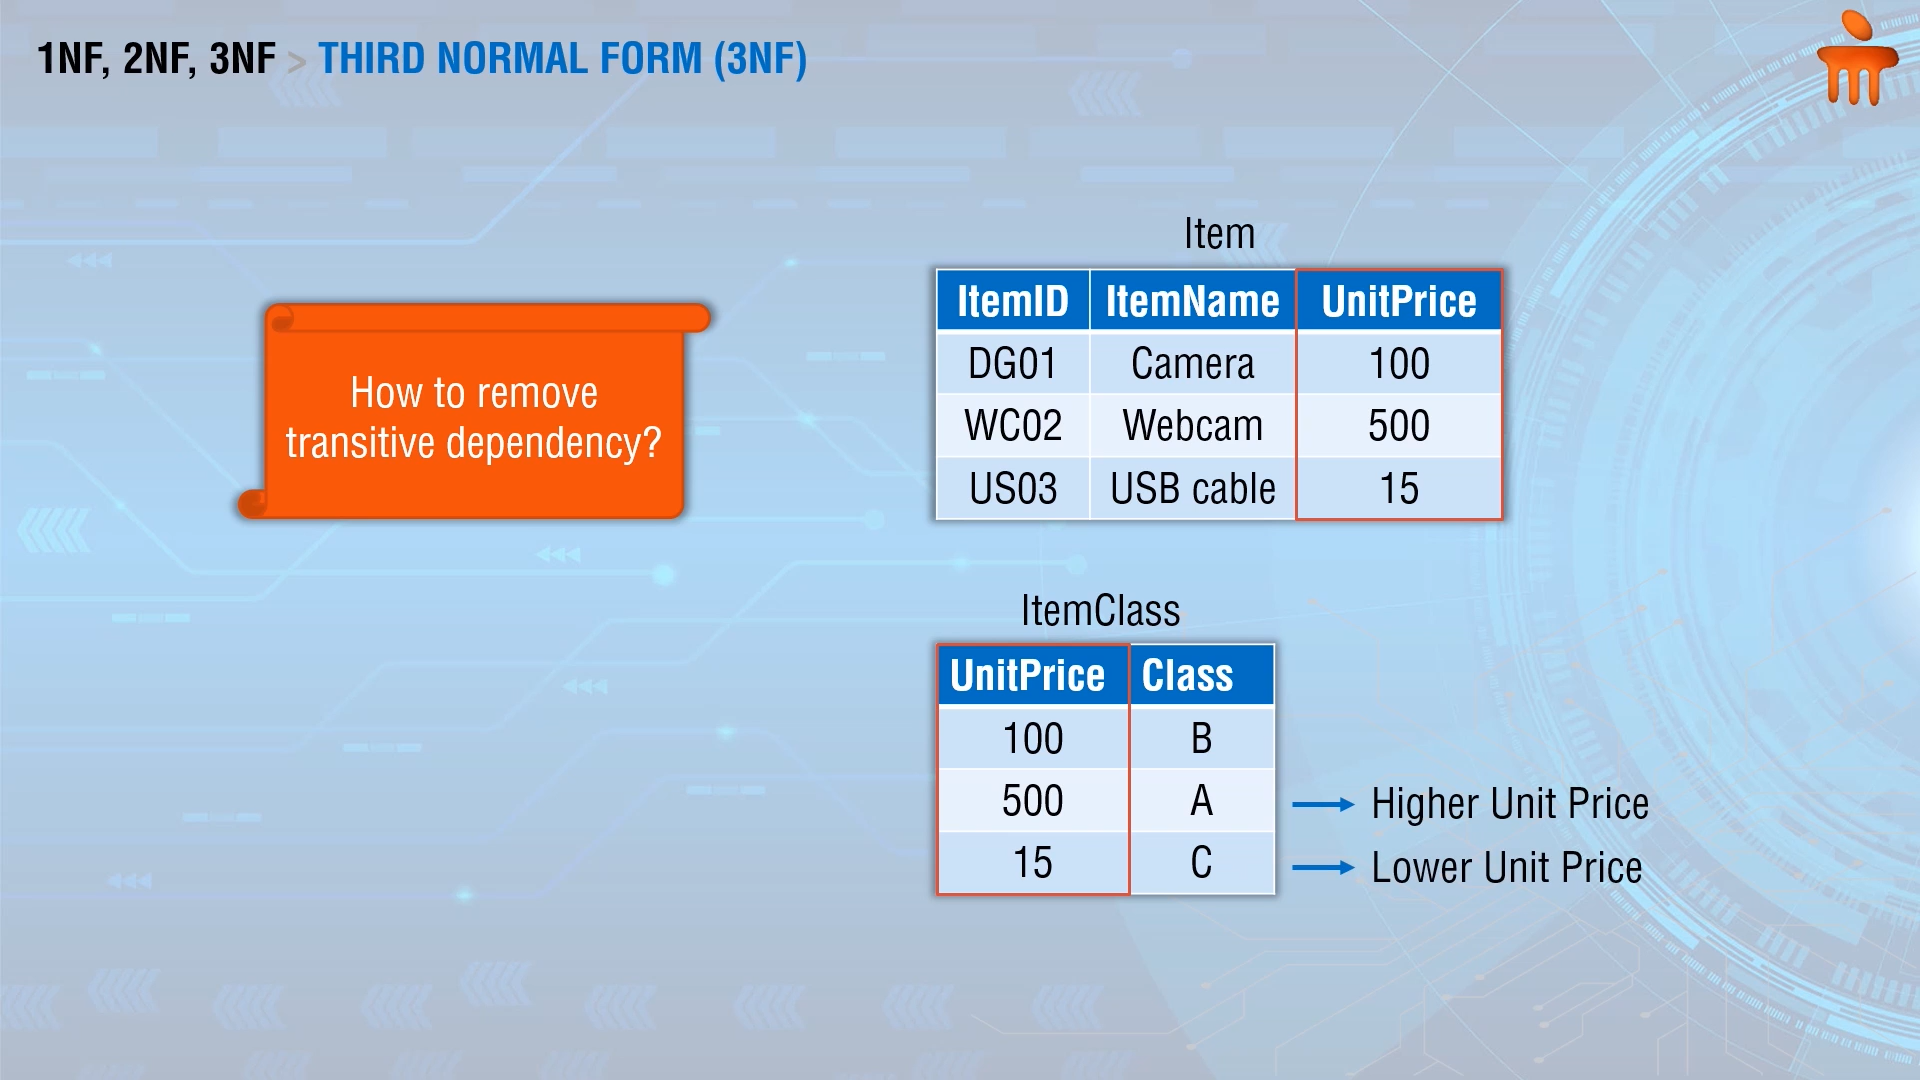 1NF, 2NF, 3NF > THIRD NORMAL FORM (3NF)
How to remove
transitive dependency?
Item
ItemID ItemName UnitPrice
DG01 Camera 100
WC02 Webcam 500
US03 USB cable 15
ItemClass
UnitPrice Class
100 B
500 A Higher Unit Price
15 C Lower Unit Price